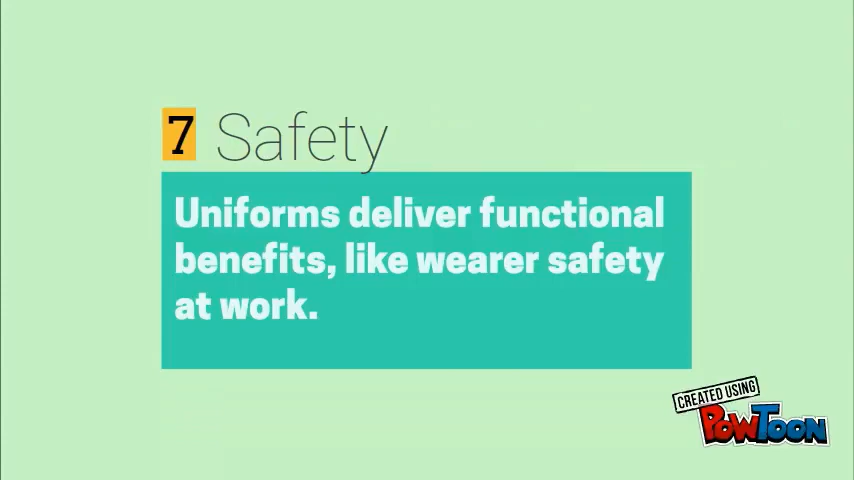 7 Safety
Uniforms deliver functional
benefits, like wearer safety
at work.
CREATED USING
POWTOON